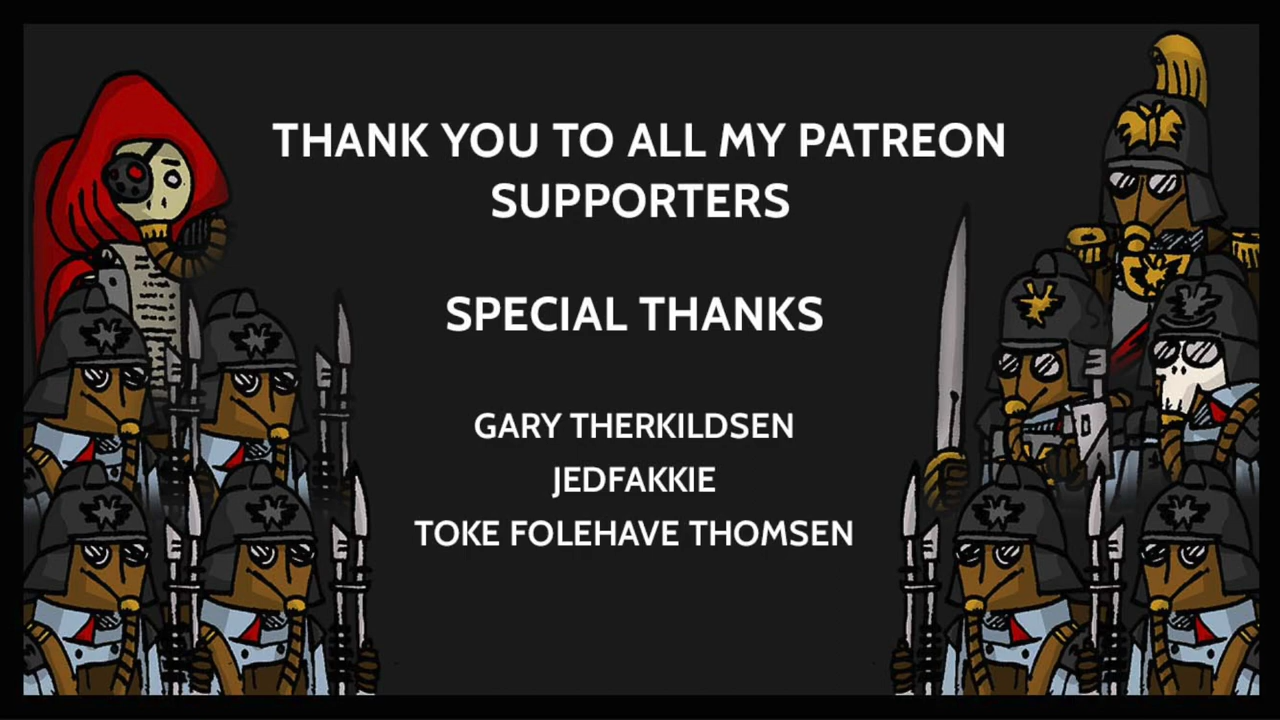 THANK YOU TO ALL MY PATREON
SUPPORTERS
SPECIAL THANKS
GARY THERKILDSEN
JEDFAKKIE
TOKE FOLEHAVE THOMSEN